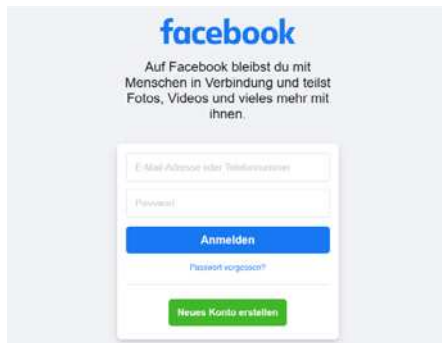 facebook
Auf Facebook bleibst du mit
Menschen in Verbindung und teilst
Fotos, Videos und vieles mehr mit
ihnen.
E-Mail-Adresse oder Telefonnummer
Passwort
Anmelden
Passwort vergessen?
Neues Konto erstellen